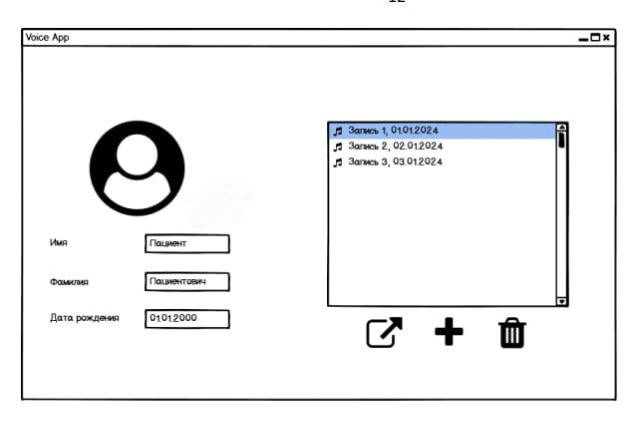 Voice App
Запись 1, 01.01.2024
Запись 2, 02.01.2024
Запись 3, 03.01.2024
Имя
Пациент
Фамилия
Пациентович
Дата рождения
01.01.2000